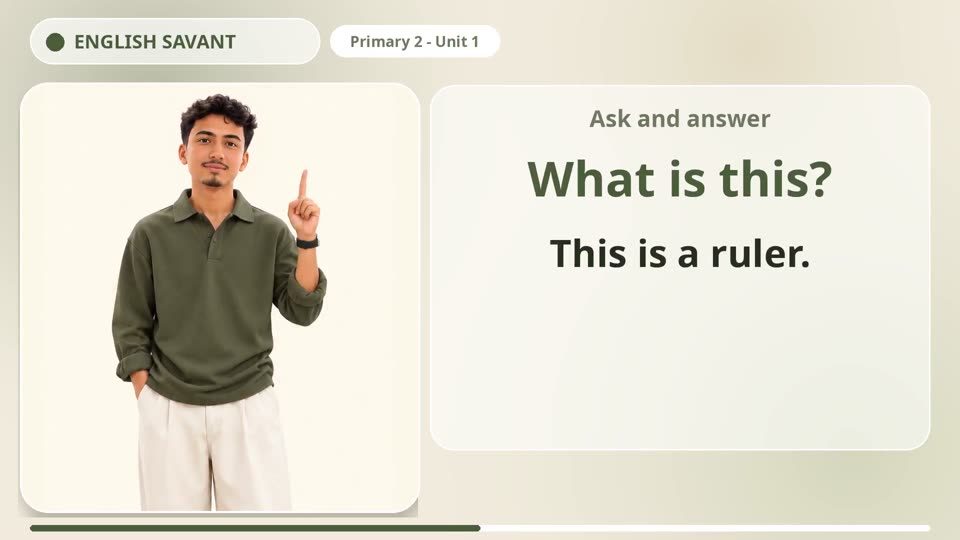 ENGLISH SAVANT
Primary 2 - Unit 1
Ask and answer
What is this?
This is a ruler.